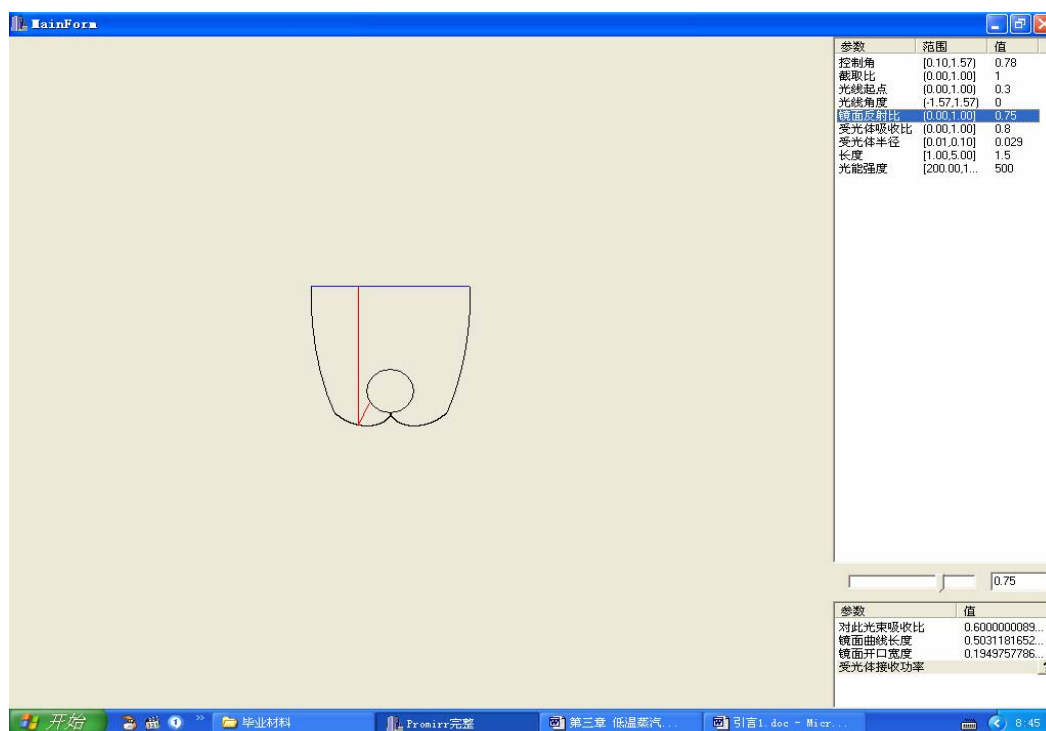 MainForm
参数 范围 值
控制角 [0.10,1.57) 0.78
截取比 (0.00,1.00] 1
光线起点 (0.00,1.00) 0.3
光线角度 (-1.57,1.57) 0
镜面反射比 (0.00,1.00] 0.75
受光体吸收比 (0.00,1.00] 0.8
受光体半径 [0.01,0.10] 0.029
长度 [1.00,5.00] 1.5
光能强度 [200.00,1... 500
0.75
参数 值
对此光束吸收比 0.6000000089...
镜面曲线长度 0.5031181652...
镜面开口宽度 0.1949757786...
受光体接收功率
开始 毕业材料 Promirr完整 第三章 低温蒸汽... 引言1.doc - Micr... 8:45